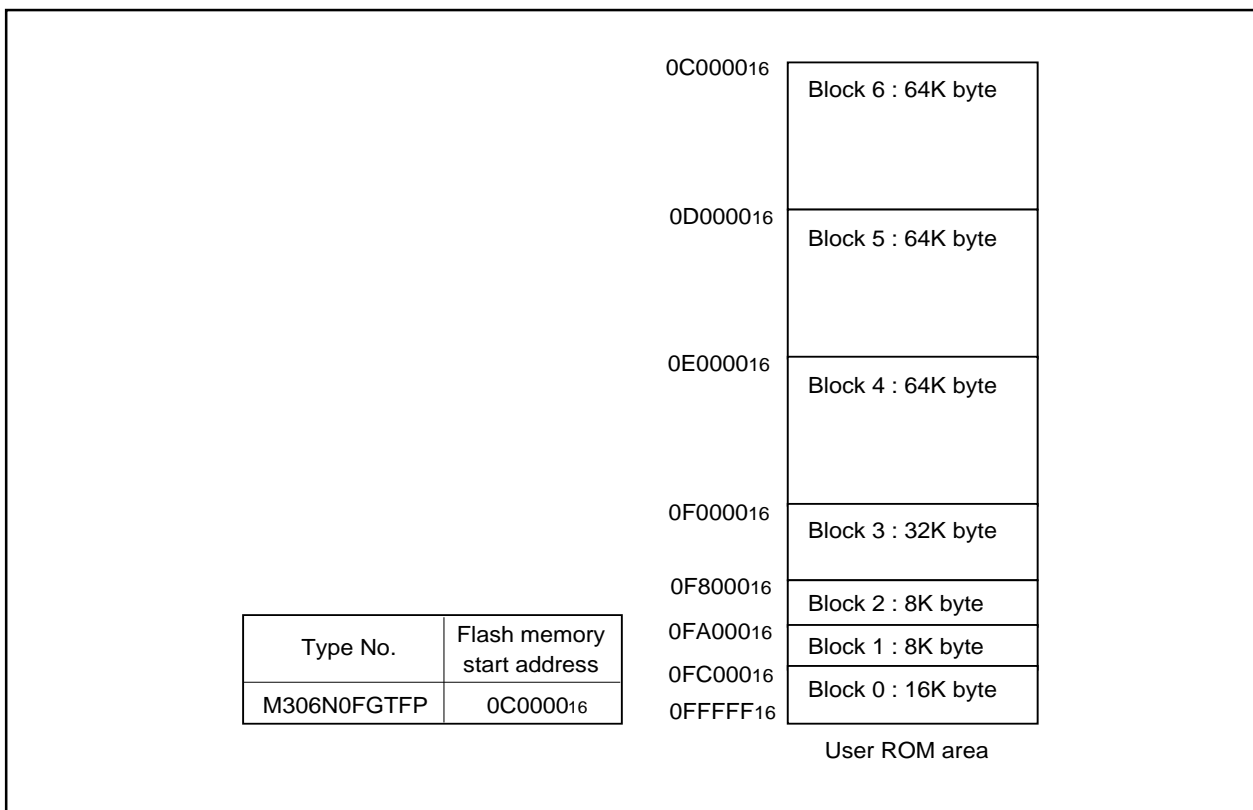 0C000016
Block 6 : 64K byte
0D000016
Block 5 : 64K byte
0E000016
Block 4 : 64K byte
0F000016
Block 3 : 32K byte
0F800016
Block 2 : 8K byte
0FA00016
Block 1 : 8K byte
0FC00016
Block 0 : 16K byte
0FFFFF16
User ROM area
Type No.
Flash memory
start address
M306N0FGTFP
0C000016